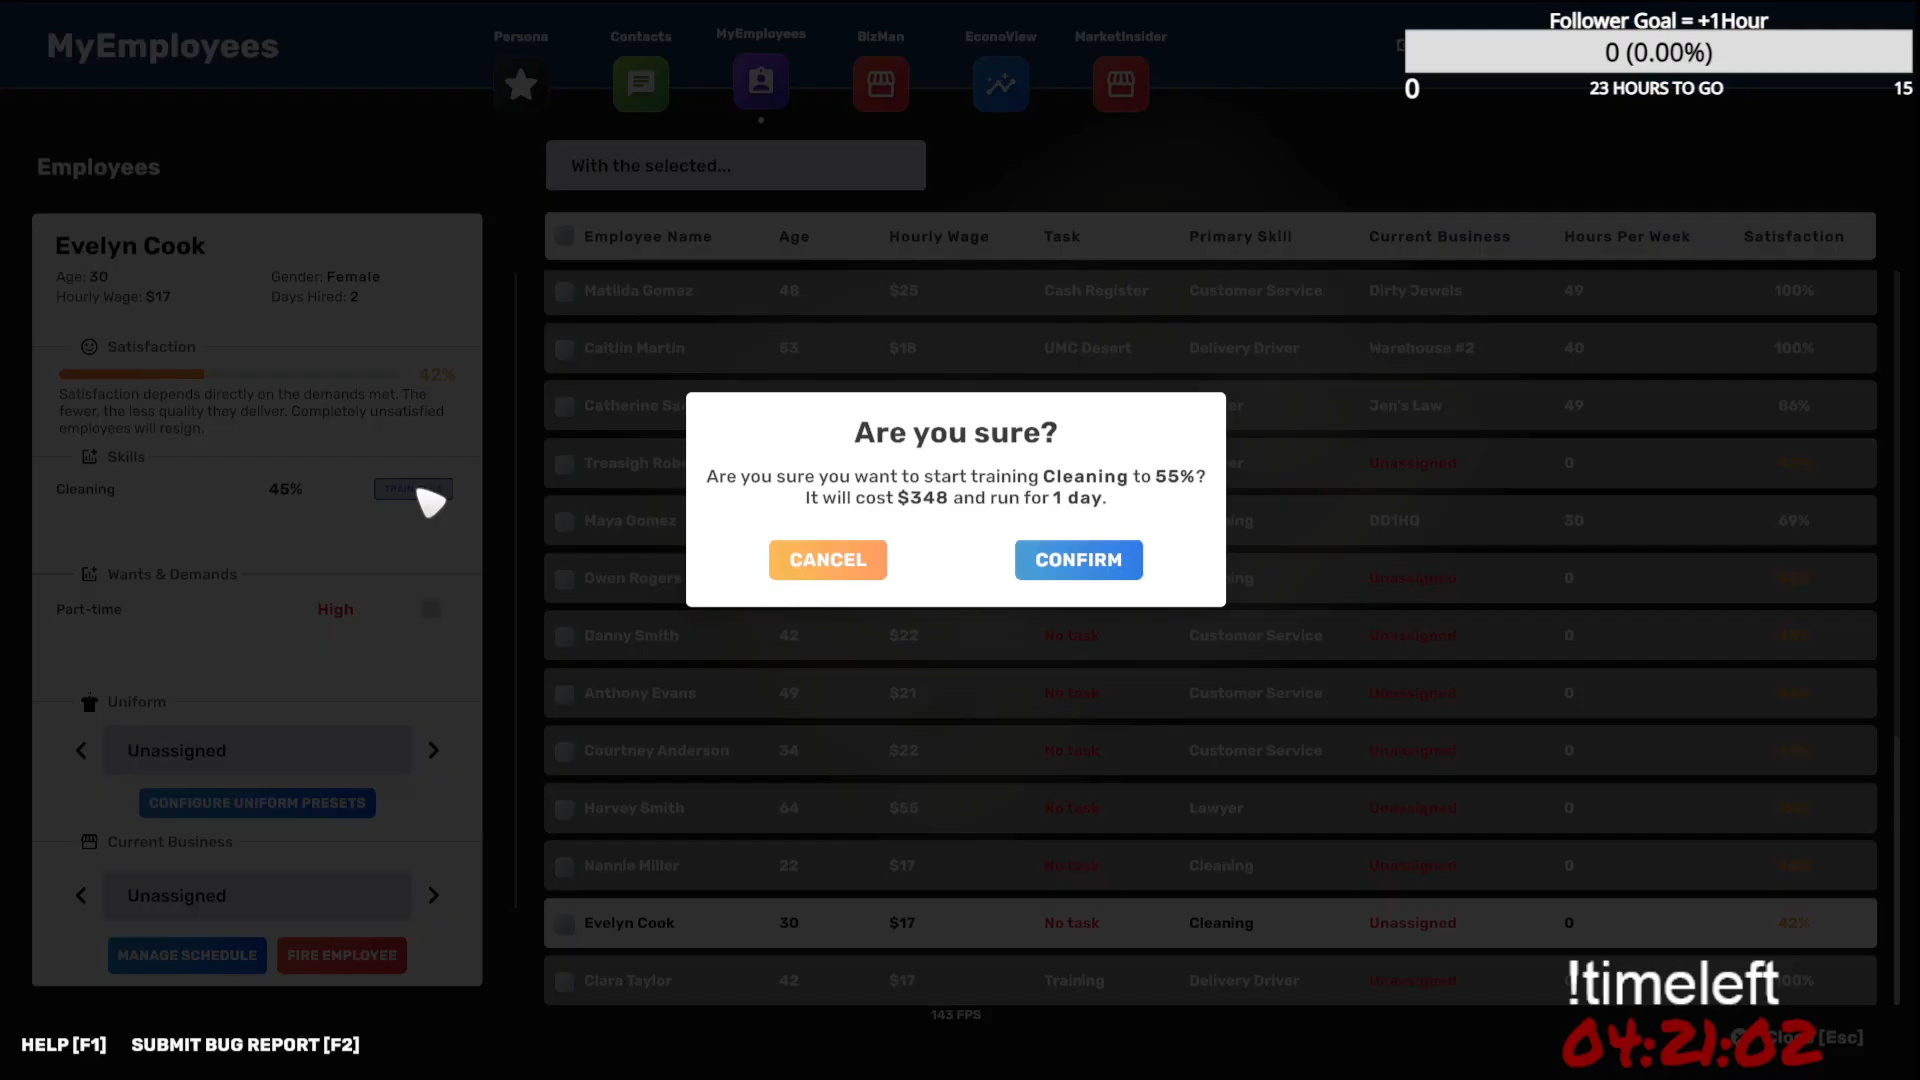 MyEmployees
Persona
Contacts
MyEmployees
BizMan
EconoView
MarketInsider
Follower Goal = +1Hour
0 (0.00%)
0
23 HOURS TO GO
15
Employees
With the selected...
Evelyn Cook
Age: 30
Gender: Female
Hourly Wage: $17
Days Hired: 2
Satisfaction
42%
Satisfaction depends directly on the demands met. The
fewer, the less quality they deliver. Completely unsatisfied
employees will resign.
Skills
Cleaning 45%
Wants & Demands
Part-time High
Uniform
Unassigned
CONFIGURE UNIFORM PRESETS
Current Business
Unassigned
MANAGE SCHEDULE
FIRE EMPLOYEE
Employee Name Age Hourly Wage Task Primary Skill Current Business Hours Per Week Satisfaction
Matilda Gomez 48 $25 Cash Register Customer Service Dirty Jewels 49 100%
Caitlin Martin 53 $18 UMC Desert Delivery Driver Warehouse #2 40 100%
Catherine Jen's Law 49 86%
Treasigh Unassigned 0
Maya Gomez DD1HQ 30 69%
Owen Rogers Unassigned 0
Danny Smith 42 $22 No task Customer Service Unassigned 0
Anthony Evans 49 $21 No task Customer Service Unassigned 0
Courtney Anderson 34 $22 No task Customer Service Unassigned 0
Harvey Smith 64 $55 No task Lawyer Unassigned 0
Nannie Miller 22 $17 No task Cleaning Unassigned 0
Evelyn Cook 30 $17 No task Cleaning Unassigned 0 42%
Clara Taylor 42 $17 Training Delivery Driver Unassigned
Are you sure?
Are you sure you want to start training Cleaning to 55%?
It will cost $348 and run for 1 day.
CANCEL
CONFIRM
143 FPS
!timeleft
04:21:02
Close [Esc]
HELP [F1]
SUBMIT BUG REPORT [F2]